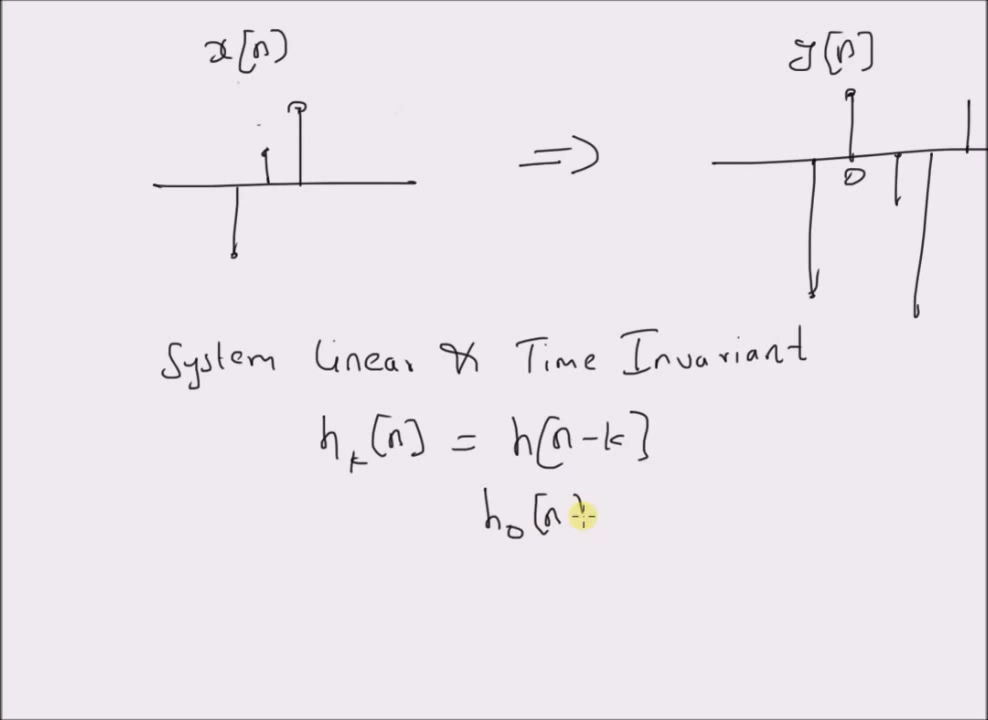 x[n]
y[n]
0
System Linear & Time Invariant
h_k[n] = h[n-k]
h_0[n]